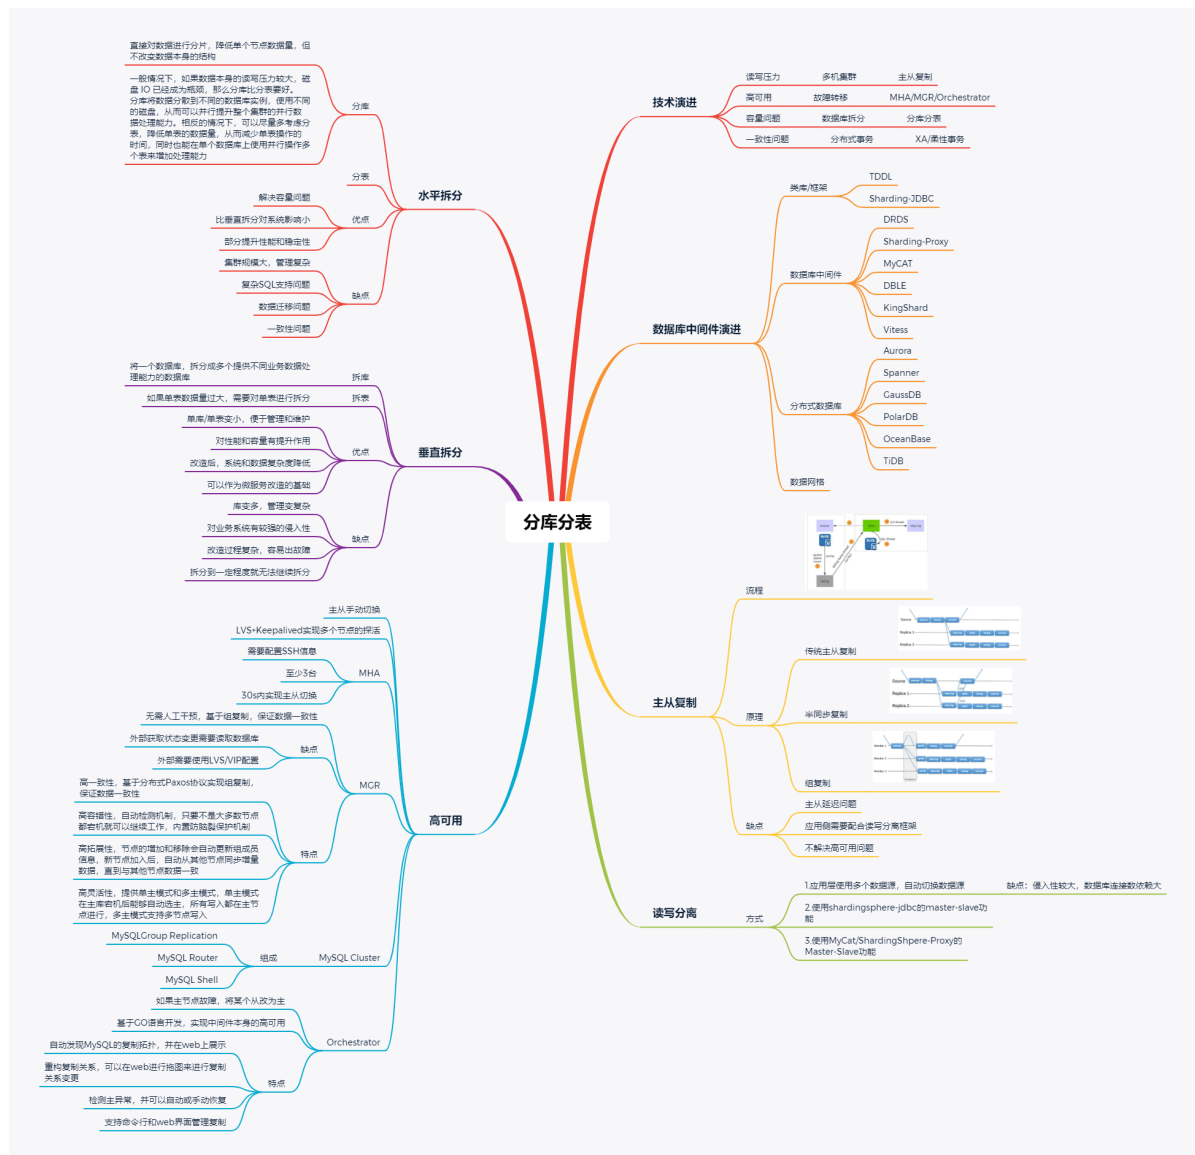 分库分表
技术演进
读写压力 多机集群 主从复制
高可用 故障转移 MHA/MGR/Orchestrator
容量问题 数据库拆分 分库分表
一致性问题 分布式事务 XA/柔性事务
数据库中间件演进
类库/框架
TDDL
Sharding-JDBC
数据库中间件
DRDS
Sharding-Proxy
MyCAT
DBLE
KingShard
Vitess
分布式数据库
Aurora
Spanner
GaussDB
PolarDB
OceanBase
TiDB
数据网格
主从复制
流程
原理
传统主从复制
Source
Replica 1
Replica 2
半同步复制
Source
Replica 1
Replica 2
组复制
缺点
主从延迟问题
应用侧需要配合读写分离框架
不解决高可用问题
读写分离
方式
1.应用层使用多个数据源，自动切换数据源 缺点：侵入性较大，数据库连接数依赖大
2.使用shardingsphere-jdbc的master-slave功
能
3.使用MyCat/ShardingShpere-Proxy的
Master-Slave功能
水平拆分
分库
直接对数据进行分片，降低单个节点数据量，但
不改变数据本身的结构
一般情况下，如果数据本身的读写压力较大，磁
盘 IO 已经成为瓶颈，那么分库比分表要好。
分库将数据分散到不同的数据库实例，使用不同
的磁盘，从而可以并行提升整个集群的并行数
据处理能力。相反的情况下，可以尽量多考虑分
表，降低单表的数据量，从而减少单表操作的
时间，同时也能在单个数据库上使用并行操作多
个表来增加处理能力
分表
优点
解决容量问题
比垂直拆分对系统影响小
部分提升性能和稳定性
缺点
集群规模大，管理复杂
复杂SQL支持问题
数据迁移问题
一致性问题
垂直拆分
拆库
将一个数据库，拆分成多个提供不同业务数据处
理能力的数据库
拆表
如果单表数据量过大，需要对单表进行拆分
优点
单库/单表变小，便于管理和维护
对性能和容量有提升作用
改造后，系统和数据复杂度降低
可以作为微服务改造的基础
缺点
库变多，管理变复杂
对业务系统有较强的侵入性
改造过程复杂，容易出故障
拆分到一定程度就无法继续拆分
高可用
主从手动切换
LVS+Keepalived实现多个节点的探活
MHA
需要配置SSH信息
至少3台
30s内实现主从切换
MGR
无需人工干预，基于组复制，保证数据一致性
缺点
外部获取状态变更需要读取数据库
外部需要使用LVS/VIP配置
特点
高一致性，基于分布式Paxos协议实现组复制，
保证数据一致性
高容错性，自动检测机制，只要不是大多数节点
都宕机就可以继续工作，内置防脑裂保护机制
高拓展性，节点的增加和移除会自动更新组成员
信息，新节点加入后，自动从其他节点同步增量
数据，直到与其他节点数据一致
高灵活性，提供单主模式和多主模式，单主模式
在主库宕机后能够自动选主，所有写入都在主节
点进行，多主模式支持多节点写入
MySQL Cluster
组成
MySQLGroup Replication
MySQL Router
MySQL Shell
Orchestrator
如果主节点故障，将某个从改为主
基于GO语言开发，实现中间件本身的高可用
特点
自动发现MySQL的复制拓扑，并在web上展示
重构复制关系，可以在web进行拖图来进行复制
关系变更
检测主异常，并可以自动或手动恢复
支持命令行和web界面管理复制